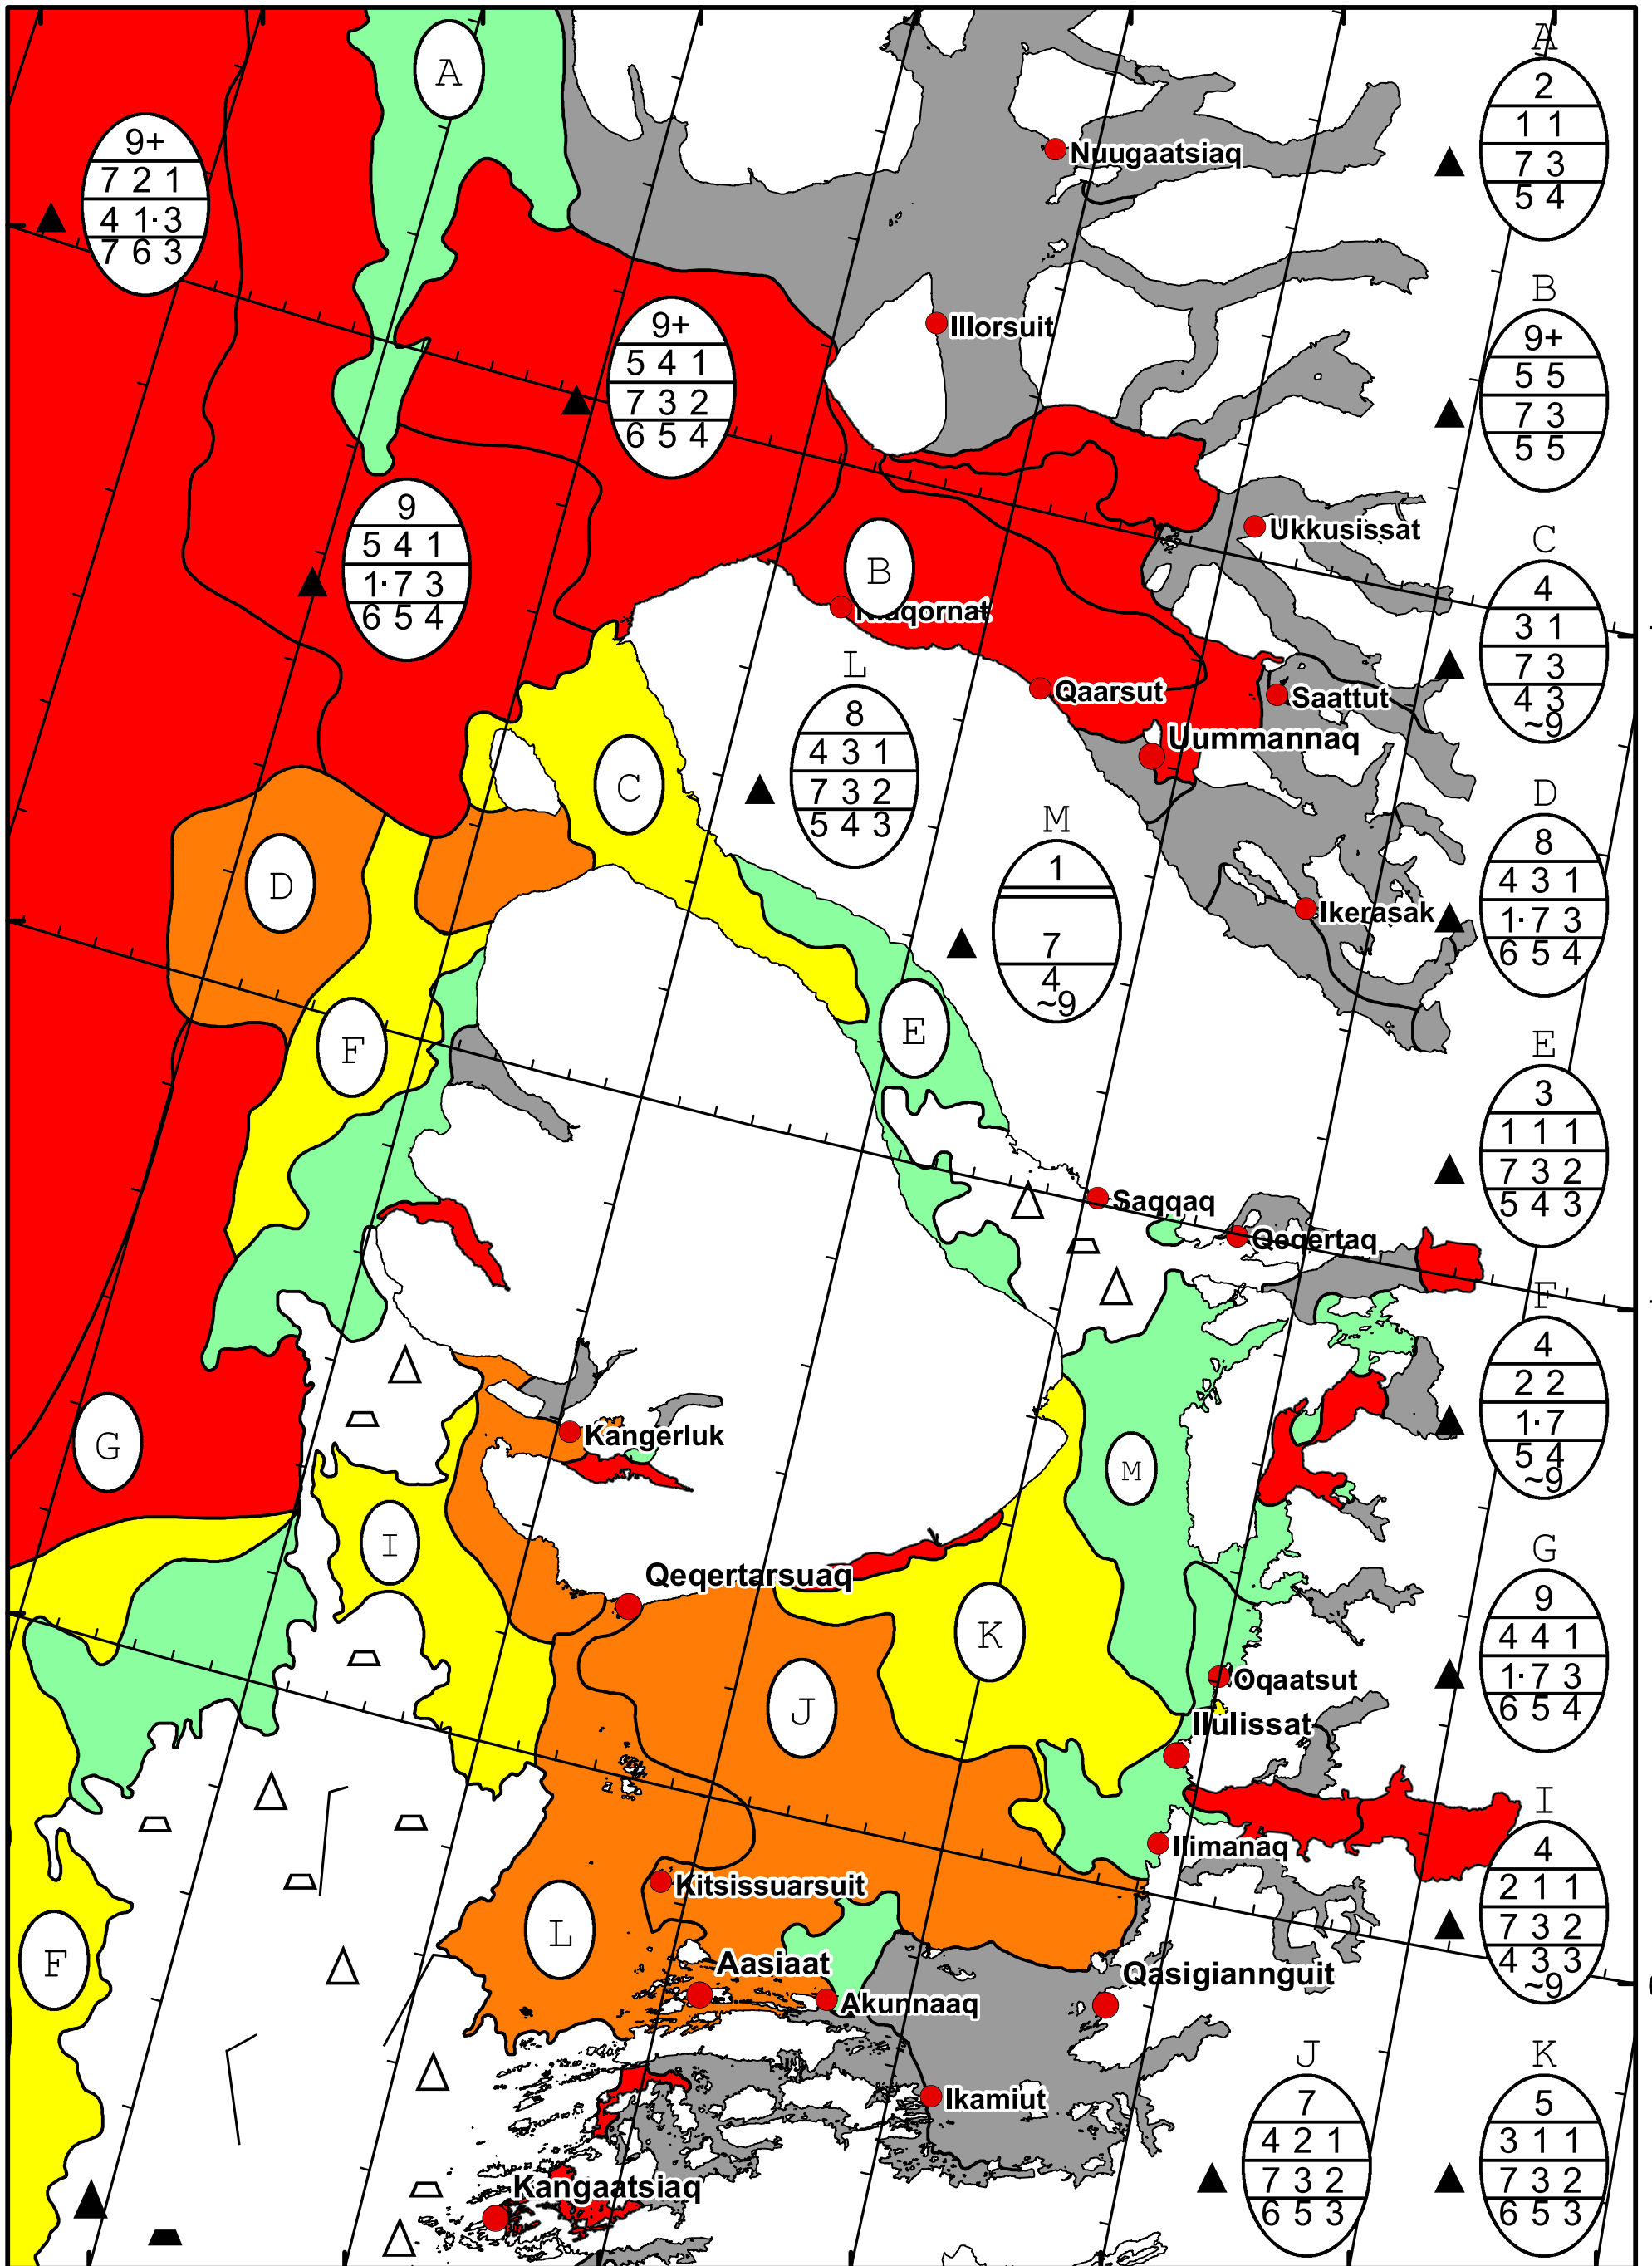 A
A
2
1 1
7 3
5 4
9+
7 2 1
4 1· 3
7 6 3
Nuugaatsiaq
9+
5 4 1
7 3 2
6 5 4
Illorsuit
B
9+
5 5
7 3
5 5
9
5 4 1
1· 7 3
6 5 4
Ukkusissat
B
C
4
3 1
7 3
4 3
~9
L
8
4 3 1
7 3 2
5 4 3
Qaarsut
Saattut
Uummannaq
C
M
1
7
4
~9
D
8
4 3 1
1· 7 3
6 5 4
D
Ikerasak
F
E
E
3
1 1 1
7 3 2
5 4 3
Saqqaq
Qeqertaq
F
4
2 2
1· 7
5 4
~9
G
Kangerluk
M
I
G
9
4 4 1
1· 7 3
6 5 4
Qeqertarsuaq
K
J
Oqaatsut
Ilulissat
I
4
2 1 1
7 3 2
4 3 3
~9
Ilimanaq
Kitsissuarsuit
L
F
Aasiaat
Akunnaaq
Qasigiannguit
J
7
4 2 1
7 3 2
6 5 3
K
5
3 1 1
7 3 2
6 5 3
Ikamiut
Kangaatsiaq